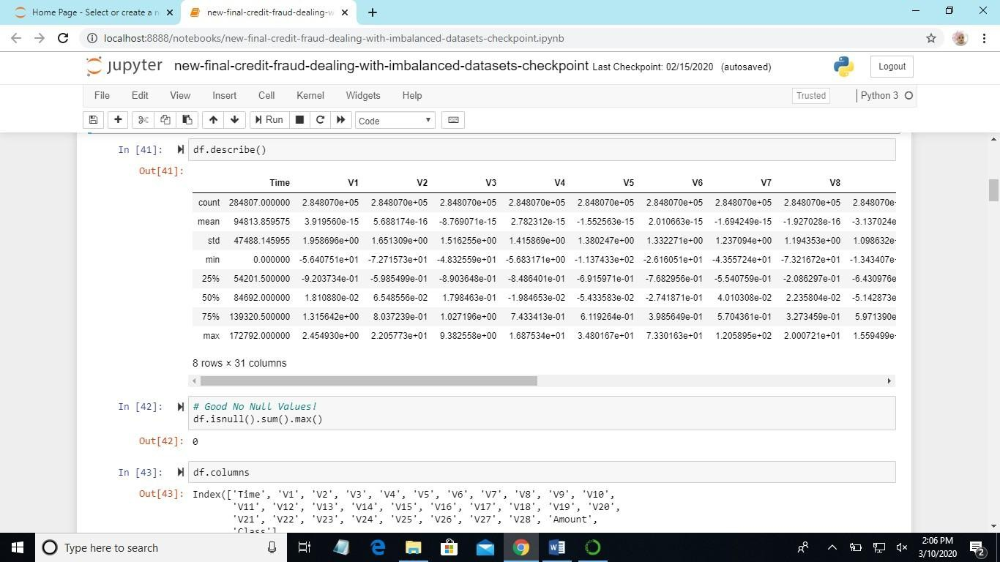 Home Page - Select or create a n
new-final-credit-fraud-dealing-w
localhost:8888/notebooks/new-final-credit-fraud-dealing-with-imbalanced-datasets-checkpoint.ipynb
jupyter new-final-credit-fraud-dealing-with-imbalanced-datasets-checkpoint Last Checkpoint: 02/15/2020 (autosaved) Logout
File Edit View Insert Cell Kernel Widgets Help Trusted Python 3
Run Code
In [41]: df.describe()
Out[41]:
Time V1 V2 V3 V4 V5 V6 V7 V8
count 284807.000000 2.848070e+05 2.848070e+05 2.848070e+05 2.848070e+05 2.848070e+05 2.848070e+05 2.848070e+05 2.848070e+05 2.848070e-
mean 94813.859575 3.919560e-15 5.688174e-16 -8.769071e-15 2.782312e-15 -1.552563e-15 2.010663e-15 -1.694249e-15 -1.927028e-16 -3.137024e
std 47488.145955 1.958696e+00 1.651309e+00 1.516255e+00 1.415869e+00 1.380247e+00 1.332271e+00 1.237094e+00 1.194353e+00 1.098632e-
min 0.000000 -5.640751e+01 -7.271573e+01 -4.832559e+01 -5.683171e+00 -1.137433e+02 -2.616051e+01 -4.355724e+01 -7.321672e+01 -1.343407e-
25% 54201.500000 -9.203734e-01 -5.985499e-01 -8.903648e-01 -8.486401e-01 -6.915971e-01 -7.682956e-01 -5.540759e-01 -2.086297e-01 -6.430976e
50% 84692.000000 1.810880e-02 6.548556e-02 1.798463e-01 -1.984653e-02 -5.433583e-02 -2.741871e-01 4.010308e-02 2.235804e-02 -5.142873e
75% 139320.500000 1.315642e+00 8.037239e-01 1.027196e+00 7.433413e-01 6.119264e-01 3.985649e-01 5.704361e-01 3.273459e-01 5.971390e
max 172792.000000 2.454930e+00 2.205773e+01 9.382558e+00 1.687534e+01 3.480167e+01 7.330163e+01 1.205895e+02 2.000721e+01 1.559499e-
8 rows × 31 columns
In [42]: # Good No Null Values!
df.isnull().sum().max()
Out[42]: 0
In [43]: df.columns
Out[43]: Index(['Time', 'V1', 'V2', 'V3', 'V4', 'V5', 'V6', 'V7', 'V8', 'V9', 'V10',
'V11', 'V12', 'V13', 'V14', 'V15', 'V16', 'V17', 'V18', 'V19', 'V20',
'V21', 'V22', 'V23', 'V24', 'V25', 'V26', 'V27', 'V28', 'Amount',
'Class'],
Type here to search
2:06 PM
3/10/2020
2